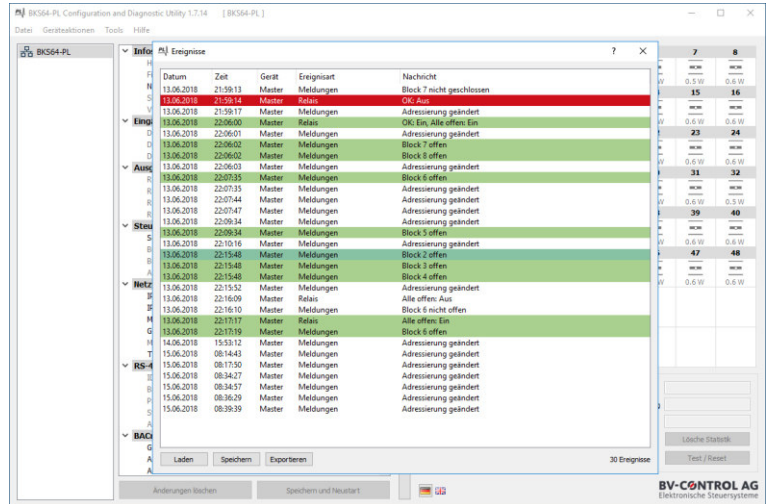 BKS64-PL Configuration and Diagnostic Utility 1.7.14 [ BKS64-PL ]
Datei Geräteaktionen Tools Hilfe
BKS64-PL
Ereignisse
Datum Zeit Gerät Ereignisart Nachricht
13.06.2018 21:59:13 Master Meldungen Block 7 nicht geschlossen
13.06.2018 21:59:14 Master Relais OK: Aus
13.06.2018 21:59:17 Master Meldungen Adressierung geändert
13.06.2018 22:06:00 Master Relais OK: Ein, Alle offen: Ein
13.06.2018 22:06:01 Master Meldungen Adressierung geändert
13.06.2018 22:06:02 Master Meldungen Block 7 offen
13.06.2018 22:06:02 Master Meldungen Block 8 offen
13.06.2018 22:06:03 Master Meldungen Adressierung geändert
13.06.2018 22:07:35 Master Meldungen Block 6 offen
13.06.2018 22:07:35 Master Meldungen Adressierung geändert
13.06.2018 22:07:44 Master Meldungen Adressierung geändert
13.06.2018 22:07:47 Master Meldungen Adressierung geändert
13.06.2018 22:09:34 Master Meldungen Adressierung geändert
13.06.2018 22:09:34 Master Meldungen Block 5 offen
13.06.2018 22:10:16 Master Meldungen Adressierung geändert
13.06.2018 22:15:48 Master Meldungen Block 2 offen
13.06.2018 22:15:48 Master Meldungen Block 3 offen
13.06.2018 22:15:48 Master Meldungen Block 4 offen
13.06.2018 22:15:52 Master Meldungen Adressierung geändert
13.06.2018 22:16:09 Master Relais Alle offen: Aus
13.06.2018 22:16:10 Master Meldungen Block 6 nicht offen
13.06.2018 22:17:17 Master Relais Alle offen: Ein
13.06.2018 22:17:19 Master Meldungen Block 6 offen
14.06.2018 15:53:12 Master Meldungen Adressierung geändert
15.06.2018 08:14:43 Master Meldungen Adressierung geändert
15.06.2018 08:17:50 Master Meldungen Adressierung geändert
15.06.2018 08:34:27 Master Meldungen Adressierung geändert
15.06.2018 08:34:57 Master Meldungen Adressierung geändert
15.06.2018 08:36:29 Master Meldungen Adressierung geändert
15.06.2018 08:39:39 Master Meldungen Adressierung geändert
Laden Speichern Exportieren 30 Ereignisse
7 8
0.5 W 0.6 W
15 16
0.6 W 0.6 W
23 24
0.6 W 0.6 W
31 32
0.6 W 0.5 W
39 40
0.6 W 0.6 W
47 48
0.6 W 0.6 W
Lösche Statistik
Test / Reset
Änderungen löschen Speichern und Neustart
BV-CONTROL AG
Elektronische Steuersysteme